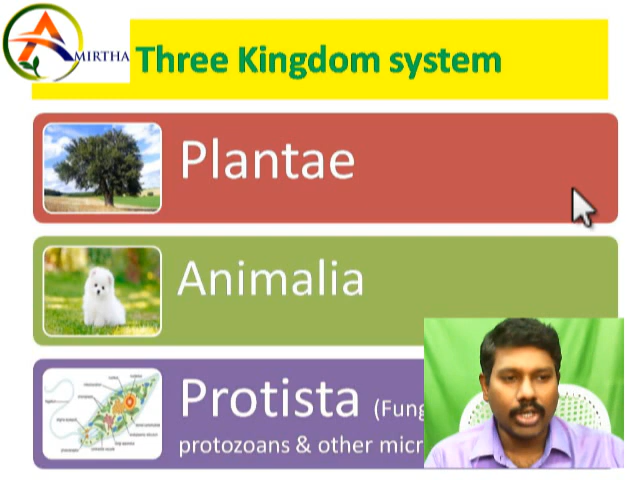 AMIRTHA
Three Kingdom system
Plantae
Animalia
Protista (Fung
protozoans & other micr